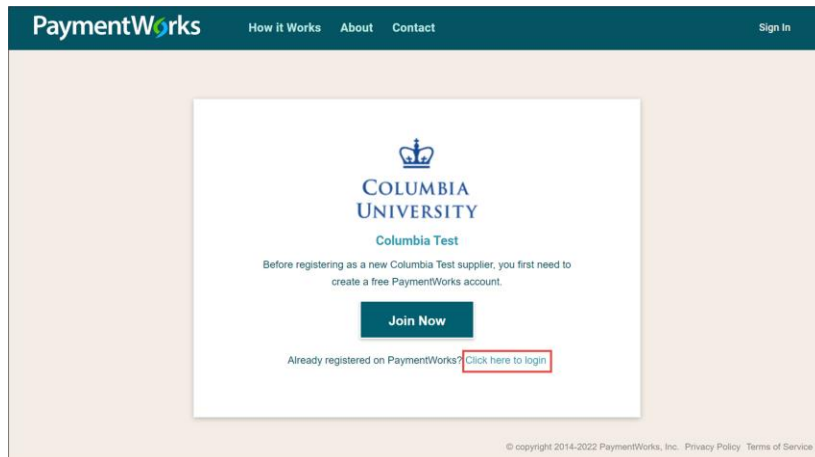 PaymentWorks How it Works About Contact Sign In
COLUMBIA
UNIVERSITY
Columbia Test
Before registering as a new Columbia Test supplier, you first need to
create a free PaymentWorks account.
Join Now
Already registered on PaymentWorks? Click here to login
© copyright 2014-2022 PaymentWorks, Inc. Privacy Policy Terms of Service